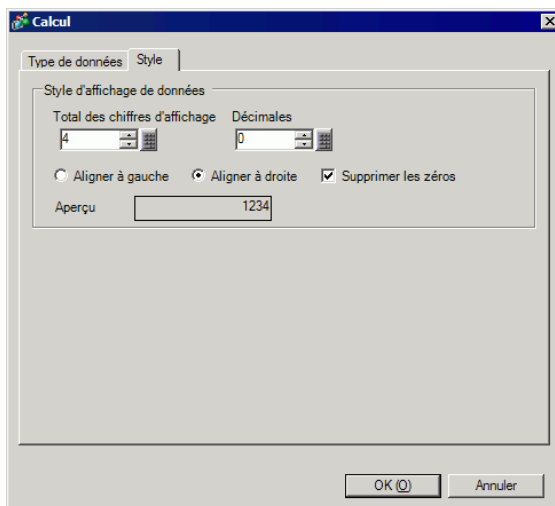 Calcul
Type de données Style
Style d'affichage de données
Total des chiffres d'affichage Décimales
4 0
Aligner à gauche Aligner à droite Supprimer les zéros
Aperçu 1234
OK (O) Annuler